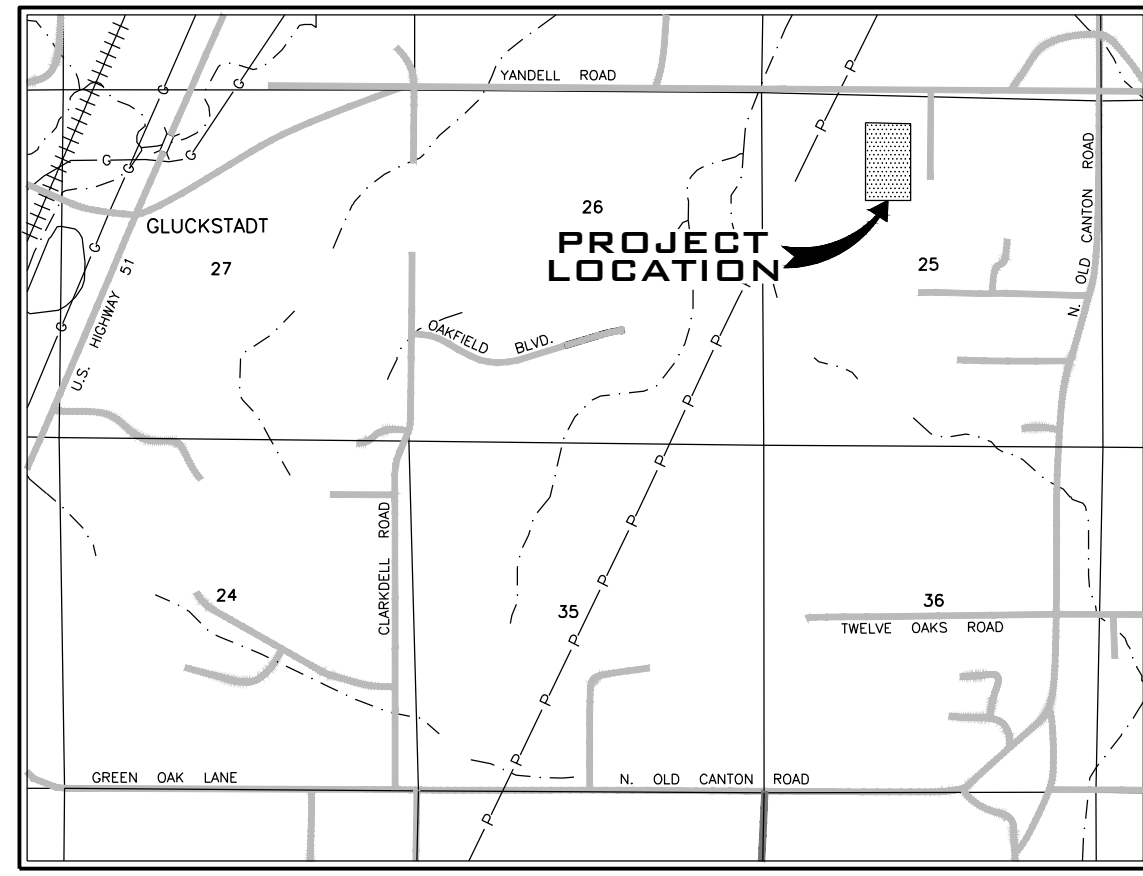 YANDELL ROAD
P
P
G
G
G
G
G
G
G
GLUCKSTADT
27
26
PROJECT
LOCATION
25
N. OLD CANTON ROAD
U.S. HIGHWAY 51
OAKFIELD BLVD.
P
P
P
P
P
P
P
P
P
CLARKDELL ROAD
24
35
36
TWELVE OAKS ROAD
GREEN OAK LANE
N. OLD CANTON ROAD